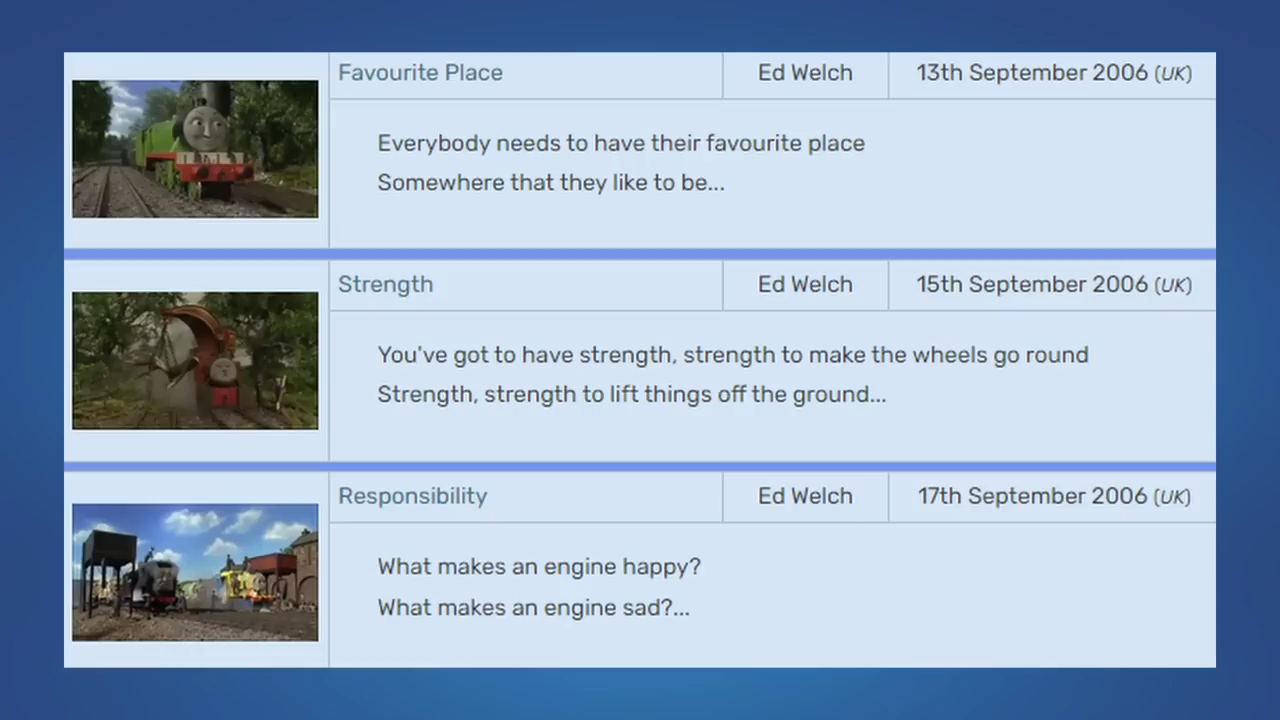 Favourite Place Ed Welch 13th September 2006 (UK)
Everybody needs to have their favourite place
Somewhere that they like to be...
Strength Ed Welch 15th September 2006 (UK)
You've got to have strength, strength to make the wheels go round
Strength, strength to lift things off the ground...
Responsibility Ed Welch 17th September 2006 (UK)
What makes an engine happy?
What makes an engine sad?...